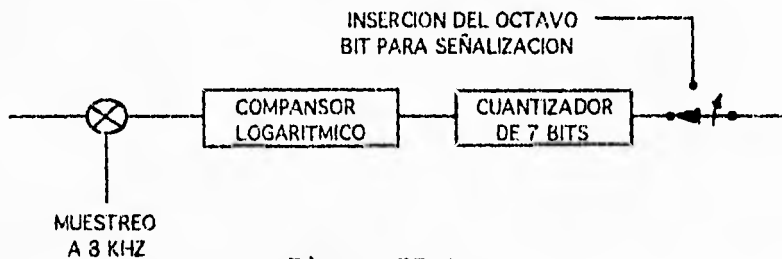 INSERCION DEL OCTAVO
BIT PARA SEÑALIZACION
COMPANSOR
LOGARITMICO
CUANTIZADOR
DE 7 BITS
MUESTREO
A 8 KHZ